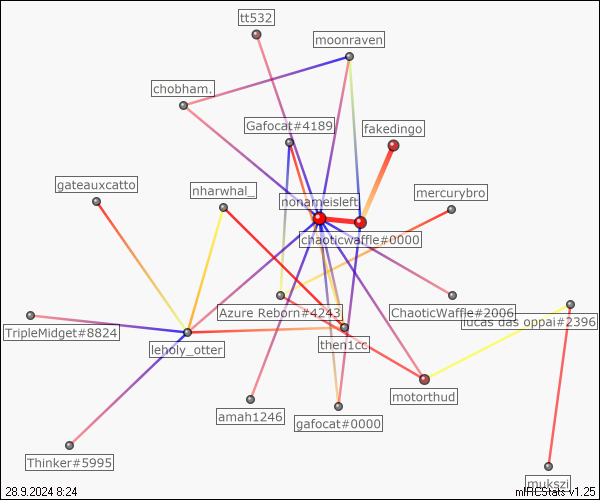 tt532
moonraven
chobham.
Gafocat#4189
fakedingo
gateauxcatto
nharwhal_
mercurybro
nonameisleft
chaoticwaffle#0000
Azure Reborn#4243
ChaoticWaffle#2006
lucas das oppai#2396
TripleMidget#8824
leholy_otter
then1cc
motorthud
amah1246
gafocat#0000
Thinker#5995
mukszi
28.9.2024 8:24
mIRCStats v1.25